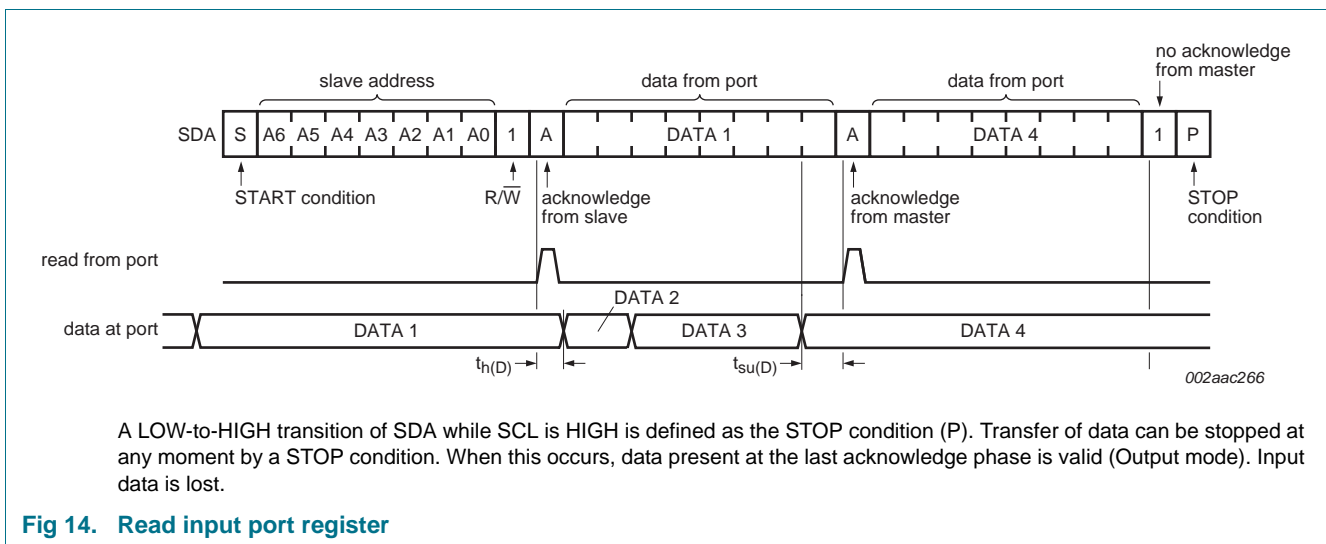 no acknowledge
from master
slave address
data from port
data from port
SDA S A6 A5 A4 A3 A2 A1 A0 1 A DATA 1 A DATA 4 1 P
START condition
R/W̅
acknowledge
from slave
acknowledge
from master
STOP
condition
read from port
DATA 2
data at port DATA 1 DATA 3 DATA 4
th(D)
tsu(D)
002aac266
A LOW-to-HIGH transition of SDA while SCL is HIGH is defined as the STOP condition (P). Transfer of data can be stopped at
any moment by a STOP condition. When this occurs, data present at the last acknowledge phase is valid (Output mode). Input
data is lost.
Fig 14. Read input port register